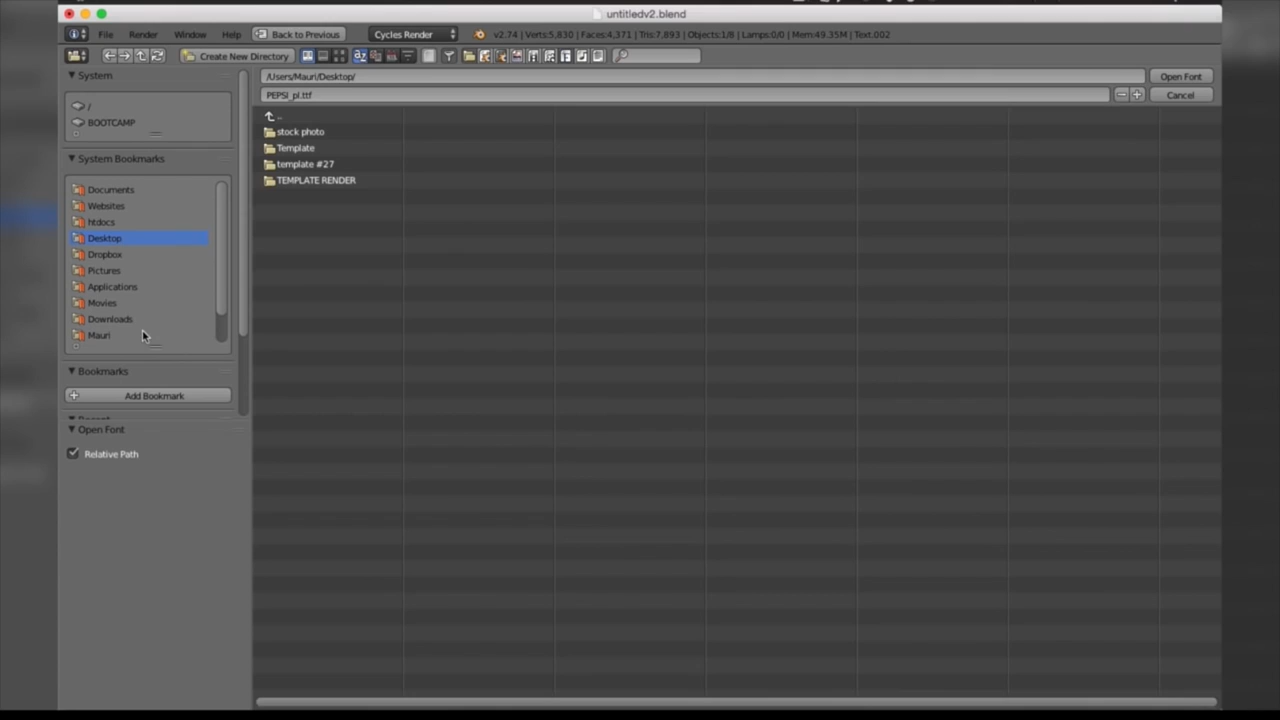 untitledv2.blend
File Render Window Help Back to Previous Cycles Render v2.74 | Verts:5,830 | Faces:4,371 | Tris:7,893 | Objects:1/8 | Lamps:0/0 | Mem:49.35M | Text.002
Create New Directory
System
/
BOOTCAMP
System Bookmarks
Documents
Websites
htdocs
Desktop
Dropbox
Pictures
Applications
Movies
Downloads
Mauri
Bookmarks
Add Bookmark
Open Font
Relative Path
/Users/Mauri/Desktop/ Open Font
PEPSI_pl.ttf Cancel
..
stock photo
Template
template #27
TEMPLATE RENDER